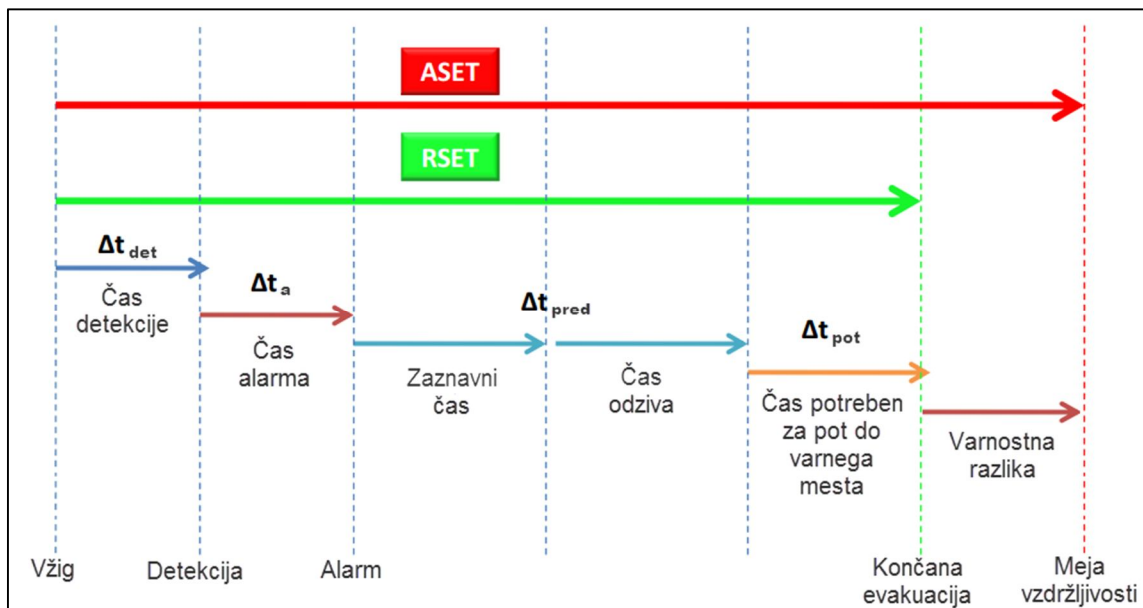 ASET
RSET
Δt det
Čas
detekcije
Δt a
Čas
alarma
Δt pred
Zaznavni
čas
Čas
odziva
Δt pot
Čas potreben
za pot do
varnega
mesta
Varnostna
razlika
Vžig
Detekcija
Alarm
Končana
evakuacija
Meja
vzdržljivosti